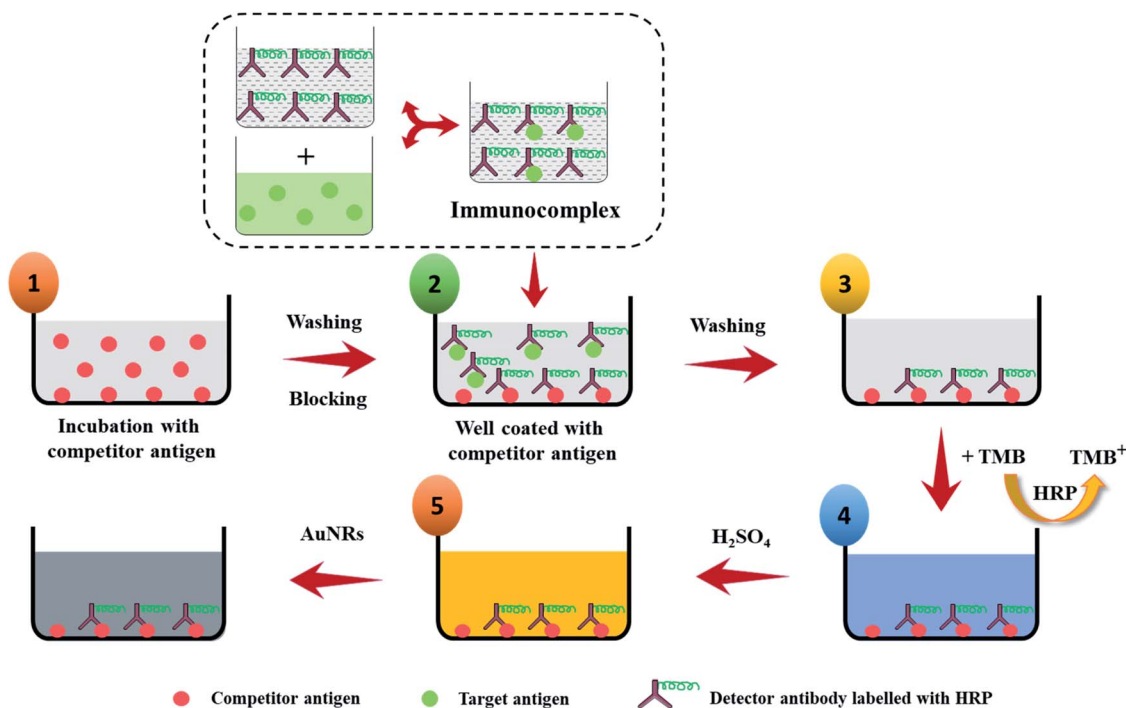 +
Immunocomplex
1
Washing
Blocking
2
Washing
3
Incubation with
competitor antigen
Well coated with
competitor antigen
+ TMB
TMB⁺
HRP
AuNRs
5
H₂SO₄
4
Competitor antigen
Target antigen
Detector antibody labelled with HRP